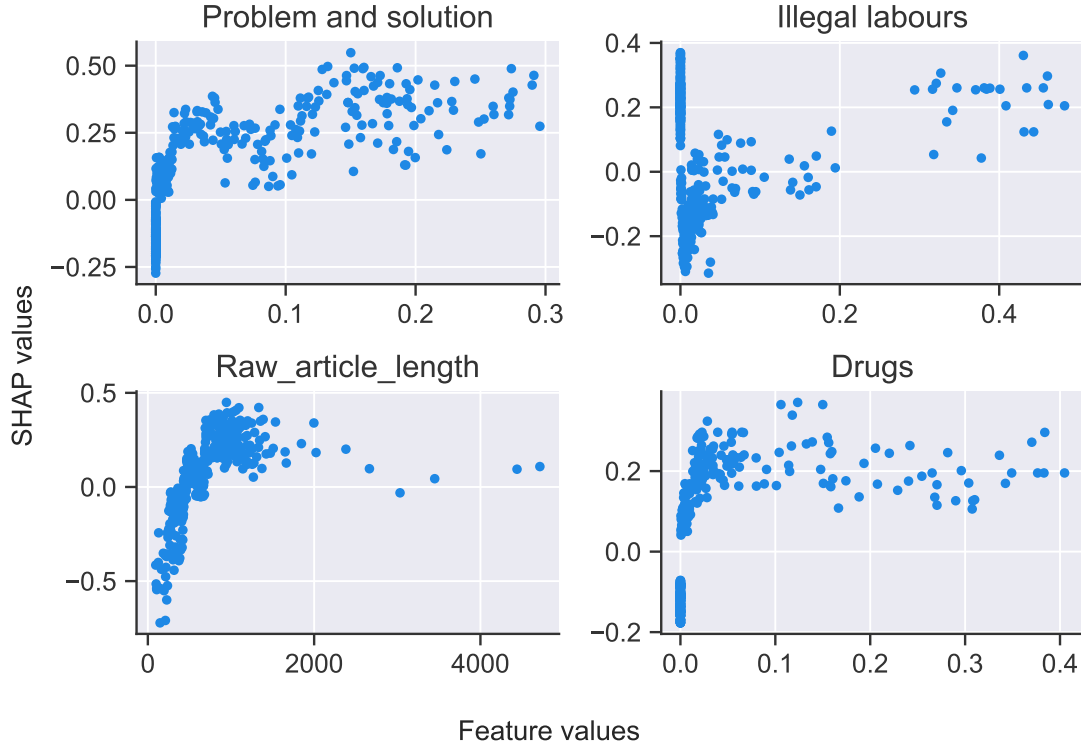 Problem and solution
Illegal labours
0.50
0.25
0.00
−0.25
0.0 0.1 0.2 0.3
0.4
0.2
0.0
−0.2
0.0 0.2 0.4
SHAP values
Raw_article_length
Drugs
0.5
0.0
−0.5
0 2000 4000
0.2
0.0
−0.2
0.0 0.1 0.2 0.3 0.4
Feature values